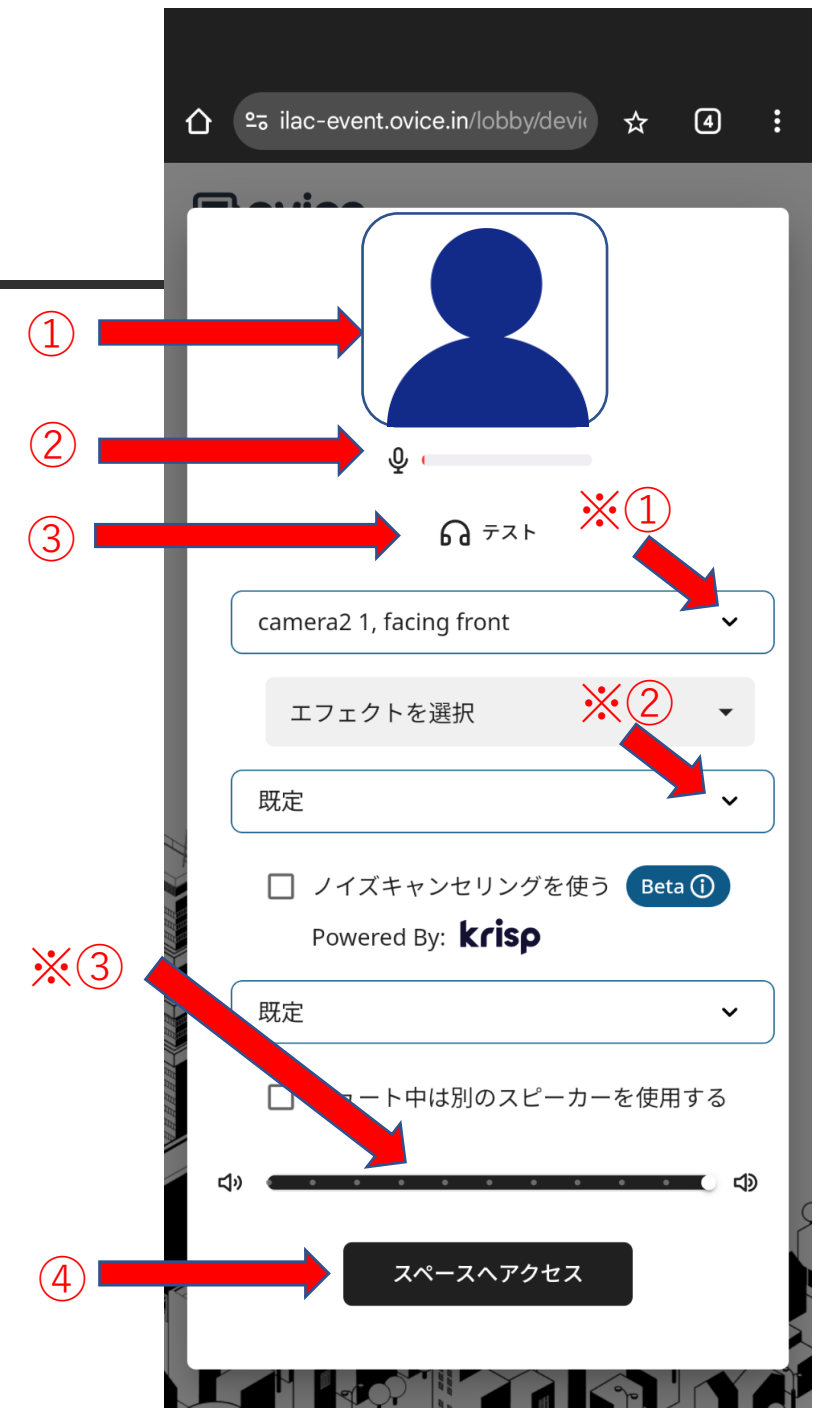 ilac-event.ovice.in/lobby/devic
4
ovice
①
②
③
テスト
※①
camera2 1, facing front
エフェクトを選択
※②
既定
ノイズキャンセリングを使う
Beta
Powered By: krisp
※③
既定
ュート中は別のスピーカーを使用する
④
スペースへアクセス